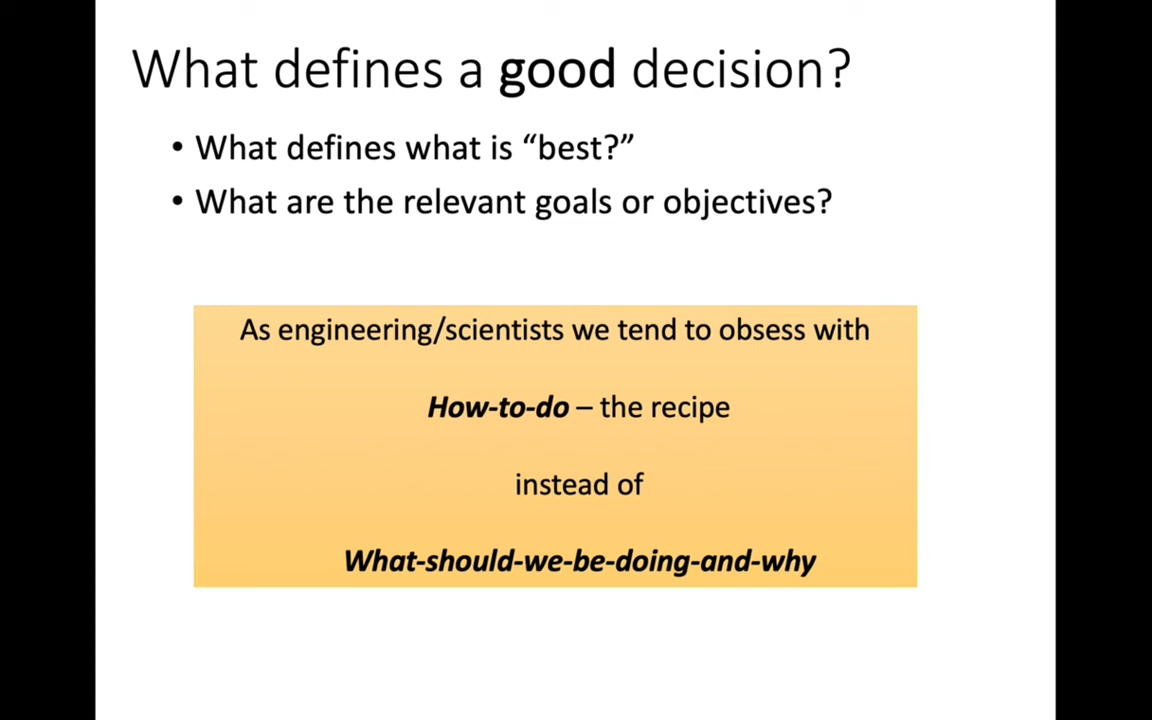 What defines a good decision?
• What defines what is “best?”
• What are the relevant goals or objectives?
As engineering/scientists we tend to obsess with
How-to-do – the recipe
instead of
What-should-we-be-doing-and-why